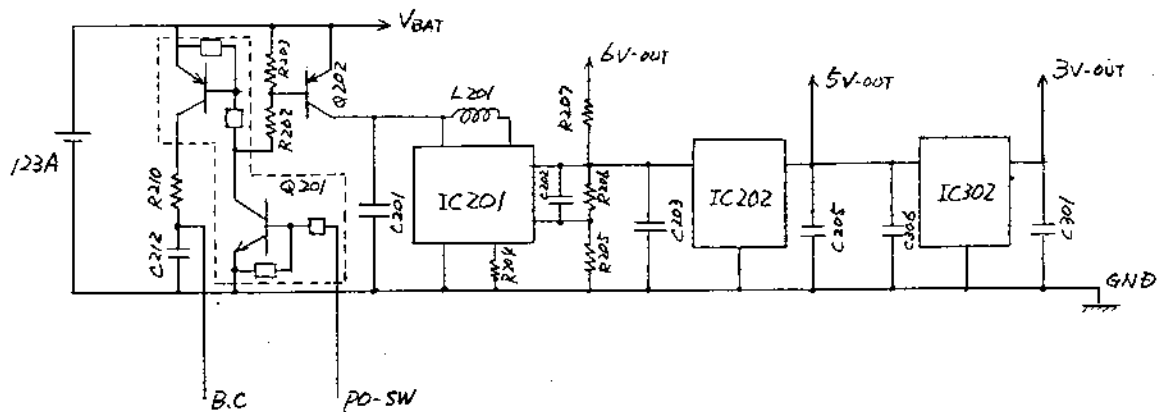 VBAT
6V-OUT
5V-OUT
3V-OUT
R203
Q202
L201
R207
R202
123A
R210
Q201
C201
IC201
C202
R206
C203
IC202
C205
C206
IC302
C301
C212
R204
R205
GND
B.C
PO-SW